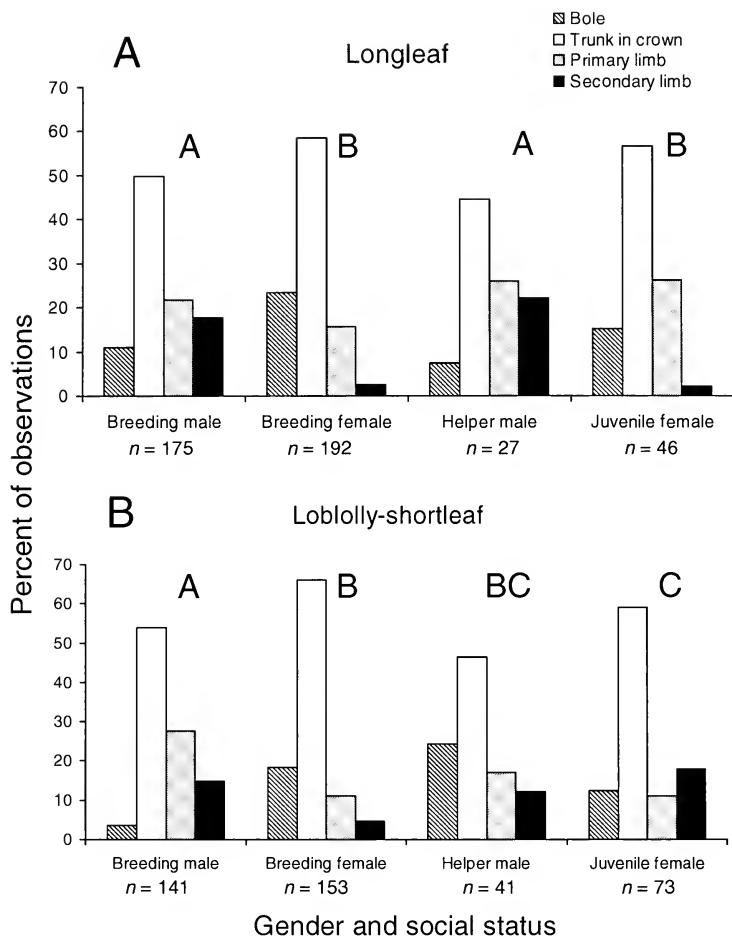 Bole
Trunk in crown
Primary limb
Secondary limb
A
Longleaf
70
60
50
40
30
20
10
0
A B A B
Breeding male Breeding female Helper male Juvenile female
n = 175 n = 192 n = 27 n = 46
Percent of observations
B
Loblolly-shortleaf
70
60
50
40
30
20
10
0
A B BC C
Breeding male Breeding female Helper male Juvenile female
n = 141 n = 153 n = 41 n = 73
Gender and social status